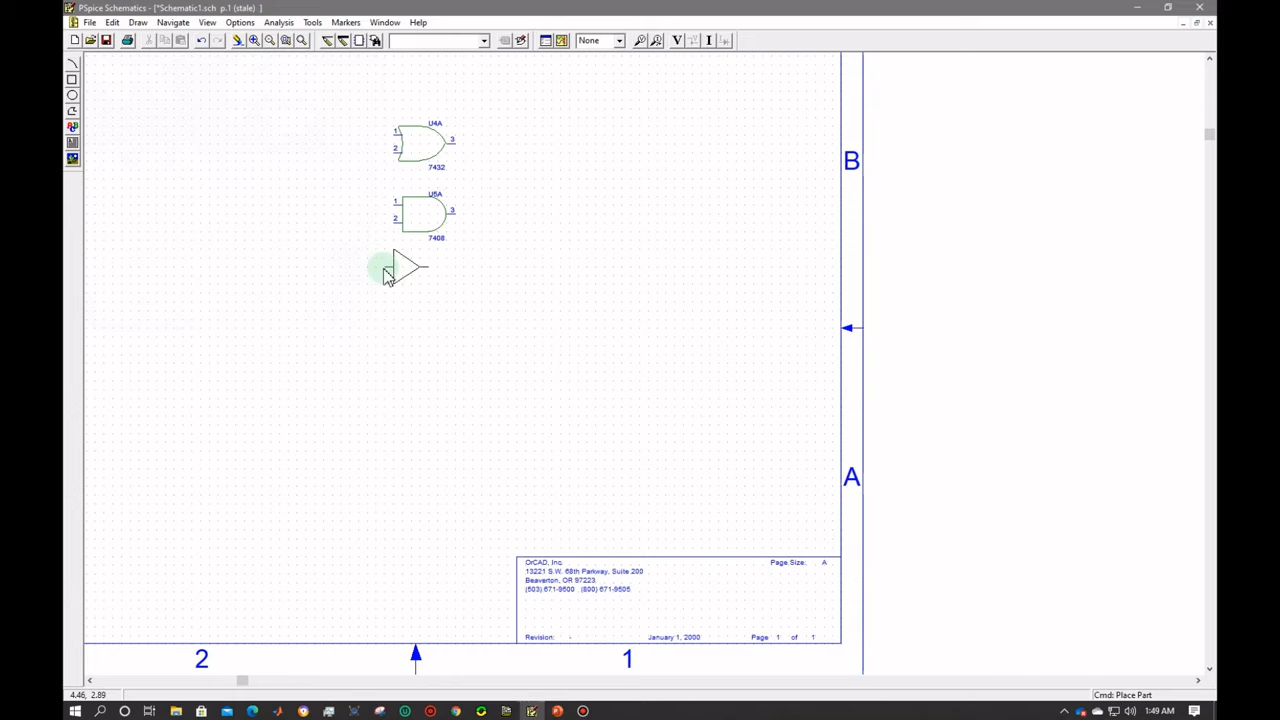 PSpice Schematics - [*Schematic1.sch p.1 (stale) ]
File Edit Draw Navigate View Options Analysis Tools Markers Window Help
None
V
I
U4A
1
2
3
7432
U5A
1
2
3
7408
B
A
OrCAD, Inc.
13221 S.W. 68th Parkway, Suite 200
Beaverton, OR 97223
(503) 671-9500 (800) 671-9505
Page Size: A
Revision: - January 1, 2000 Page 1 of 1
2 1
4.46, 2.89 Cmd: Place Part
1:49 AM